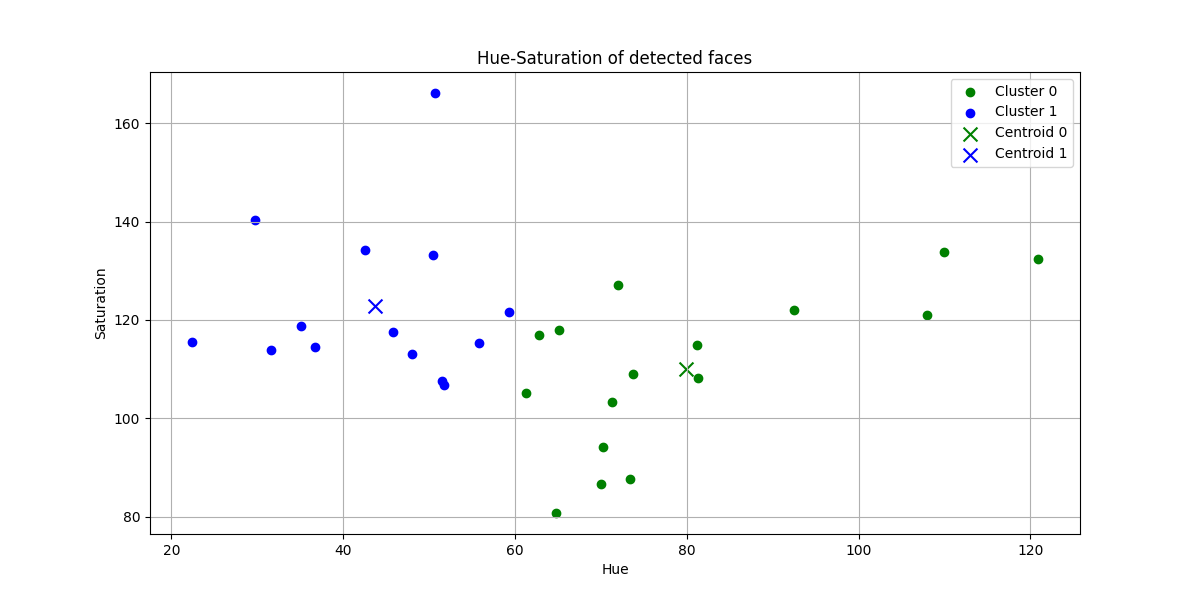 Hue-Saturation of detected faces
Cluster 0
Cluster 1
Centroid 0
Centroid 1
Saturation
160
140
120
100
80
20 40 60 80 100 120
Hue